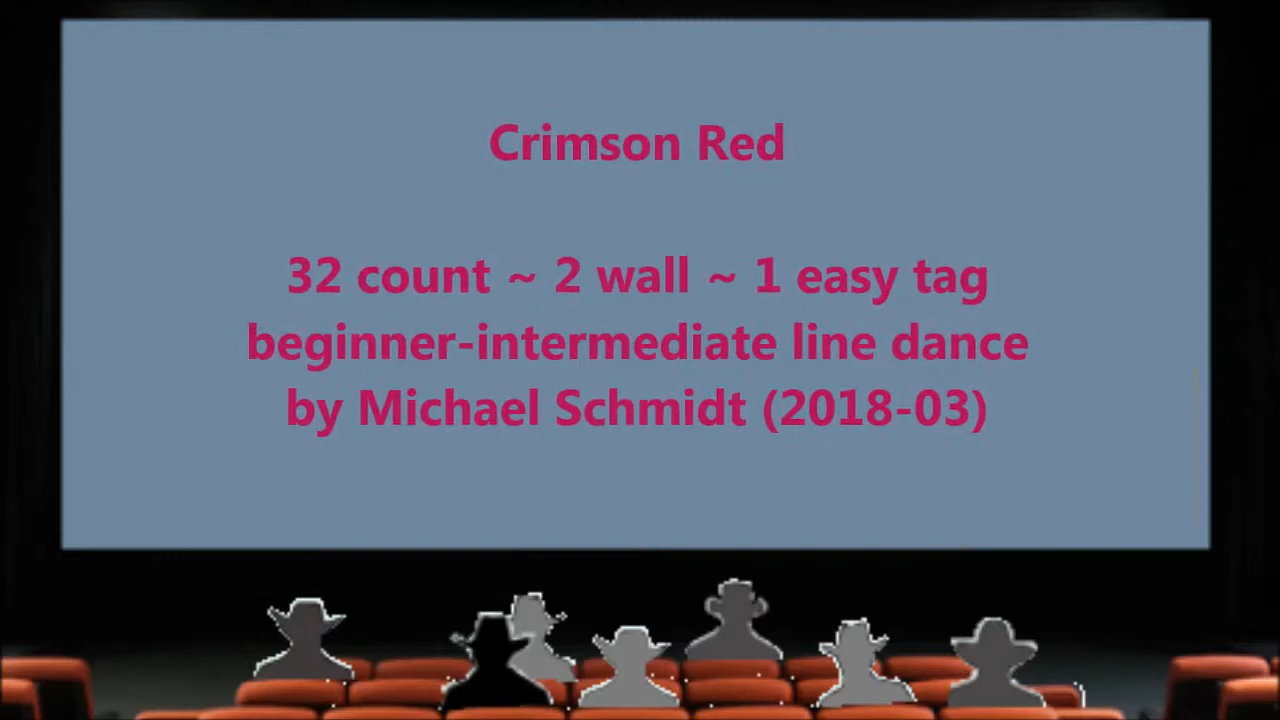 Crimson Red
32 count ~ 2 wall ~ 1 easy tag
beginner-intermediate line dance
by Michael Schmidt (2018-03)